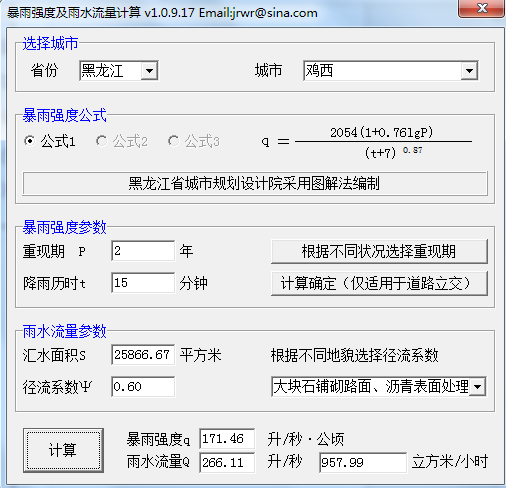 暴雨强度及雨水流量计算 v1.0.9.17 Email:jrwr@sina.com
选择城市
省份 黑龙江 城市 鸡西
暴雨强度公式
公式1 公式2 公式3 q = 2054(1+0.76lgP)
(t+7) 0.87
黑龙江省城市规划设计院采用图解法编制
暴雨强度参数
重现期 P 2 年 根据不同状况选择重现期
降雨历时t 15 分钟 计算确定（仅适用于道路立交）
雨水流量参数
汇水面积S 25866.67 平方米 根据不同地貌选择径流系数
径流系数Ψ 0.60 大块石铺砌路面、沥青表面处理
计算 暴雨强度q 171.46 升/秒·公顷
雨水流量Q 266.11 升/秒 957.99 立方米/小时